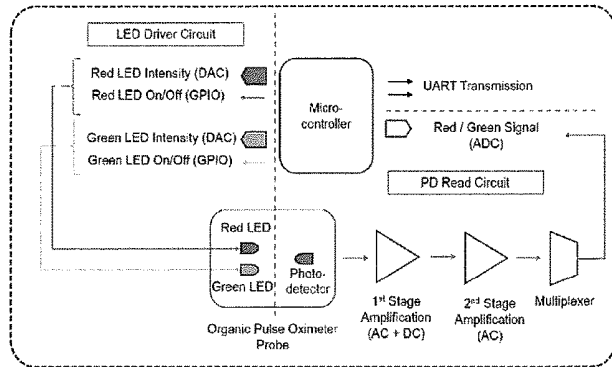 LED Driver Circuit
Red LED Intensity (DAC)
Red LED On/Off (GPIO)
Green LED Intensity (DAC)
Green LED On/Off (GPIO)
Micro-
controller
UART Transmission
Red / Green Signal
(ADC)
PD Read Circuit
Red LED
Green LED
Photo-
detector
Organic Pulse Oximeter
Probe
1st Stage
Amplification
(AC + DC)
2nd Stage
Amplification
(AC)
Multiplexer